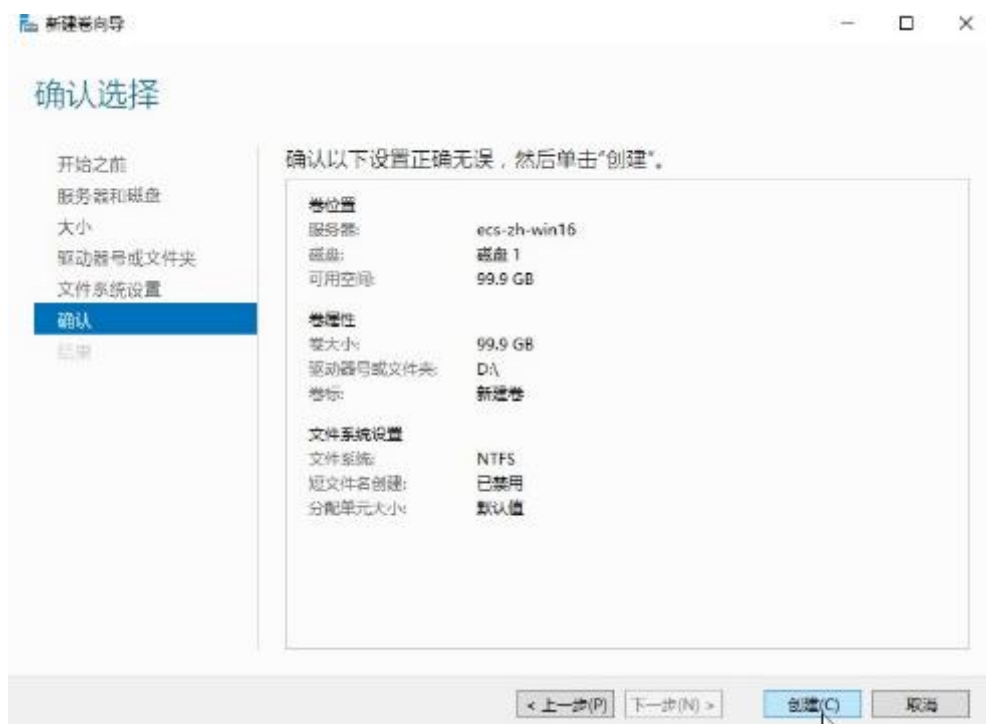 新建卷向导
确认选择
开始之前
服务器和磁盘
大小
驱动器号或文件夹
文件系统设置
确认
结果
确认以下设置正确无误，然后单击“创建”。
卷位置
服务器: ecs-zh-win16
磁盘: 磁盘 1
可用空间: 99.9 GB
卷属性
卷大小: 99.9 GB
驱动器号或文件夹: D:\
卷标: 新建卷
文件系统设置
文件系统: NTFS
短文件名创建: 已禁用
分配单元大小: 默认值
< 上一步(P) 下一步(N) > 创建(C) 取消